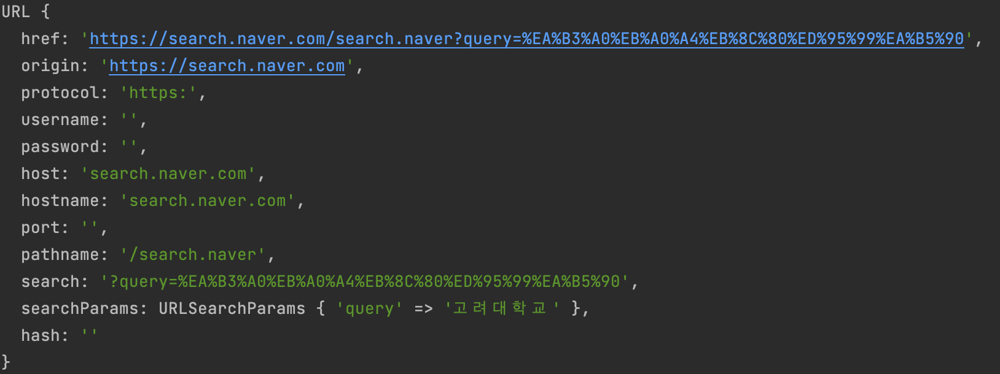 URL {
  href: 'https://search.naver.com/search.naver?query=%EA%B3%A0%EB%A0%A4%EB%8C%80%ED%95%99%EA%B5%90',
  origin: 'https://search.naver.com',
  protocol: 'https:',
  username: '',
  password: '',
  host: 'search.naver.com',
  hostname: 'search.naver.com',
  port: '',
  pathname: '/search.naver',
  search: '?query=%EA%B3%A0%EB%A0%A4%EB%8C%80%ED%95%99%EA%B5%90',
  searchParams: URLSearchParams { 'query' => '고려대학교' },
  hash: ''
}